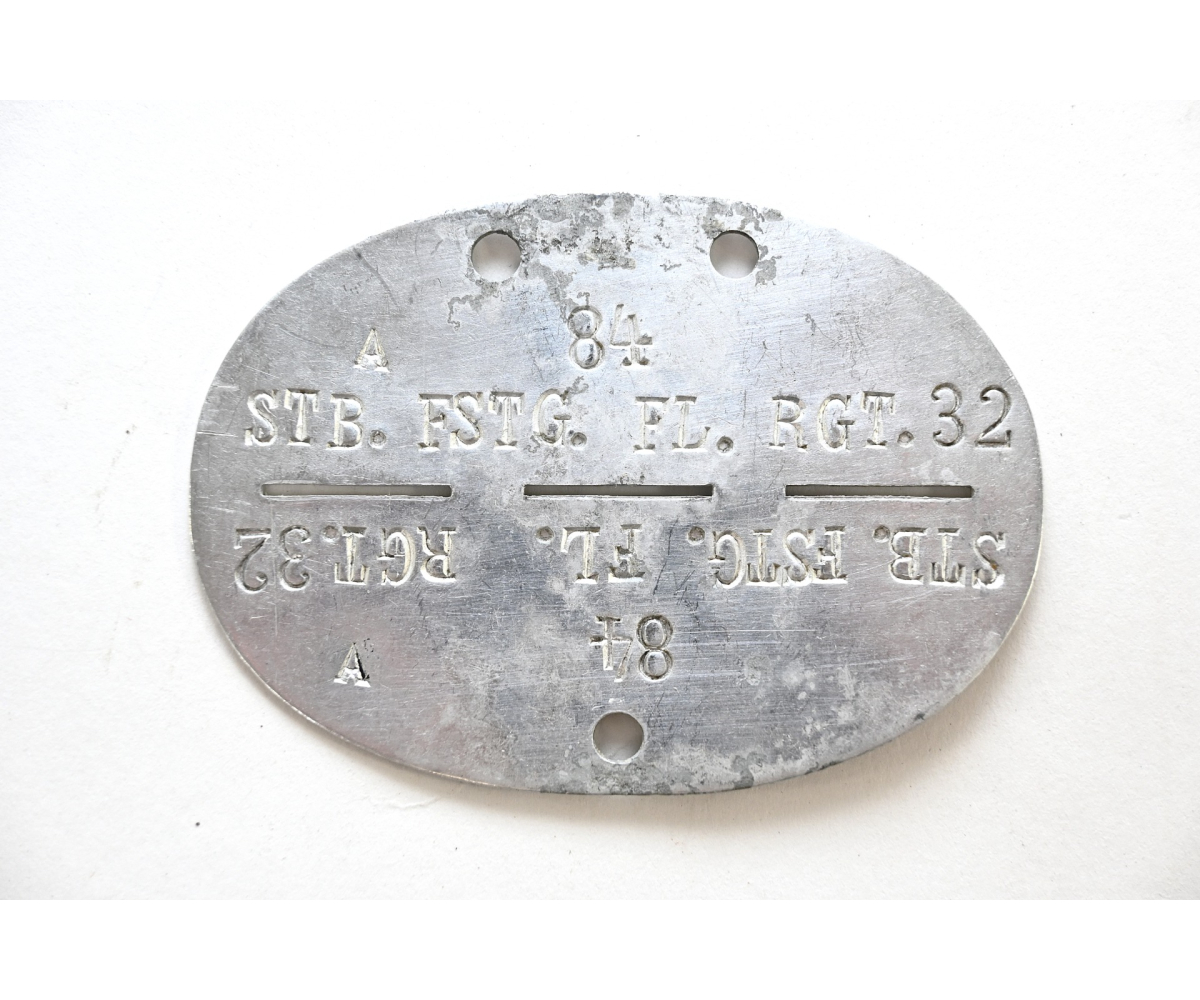 84
A
STB. FSTG. FL. RGT. 32
STB. FSTG. FL. RGT. 32
84
A